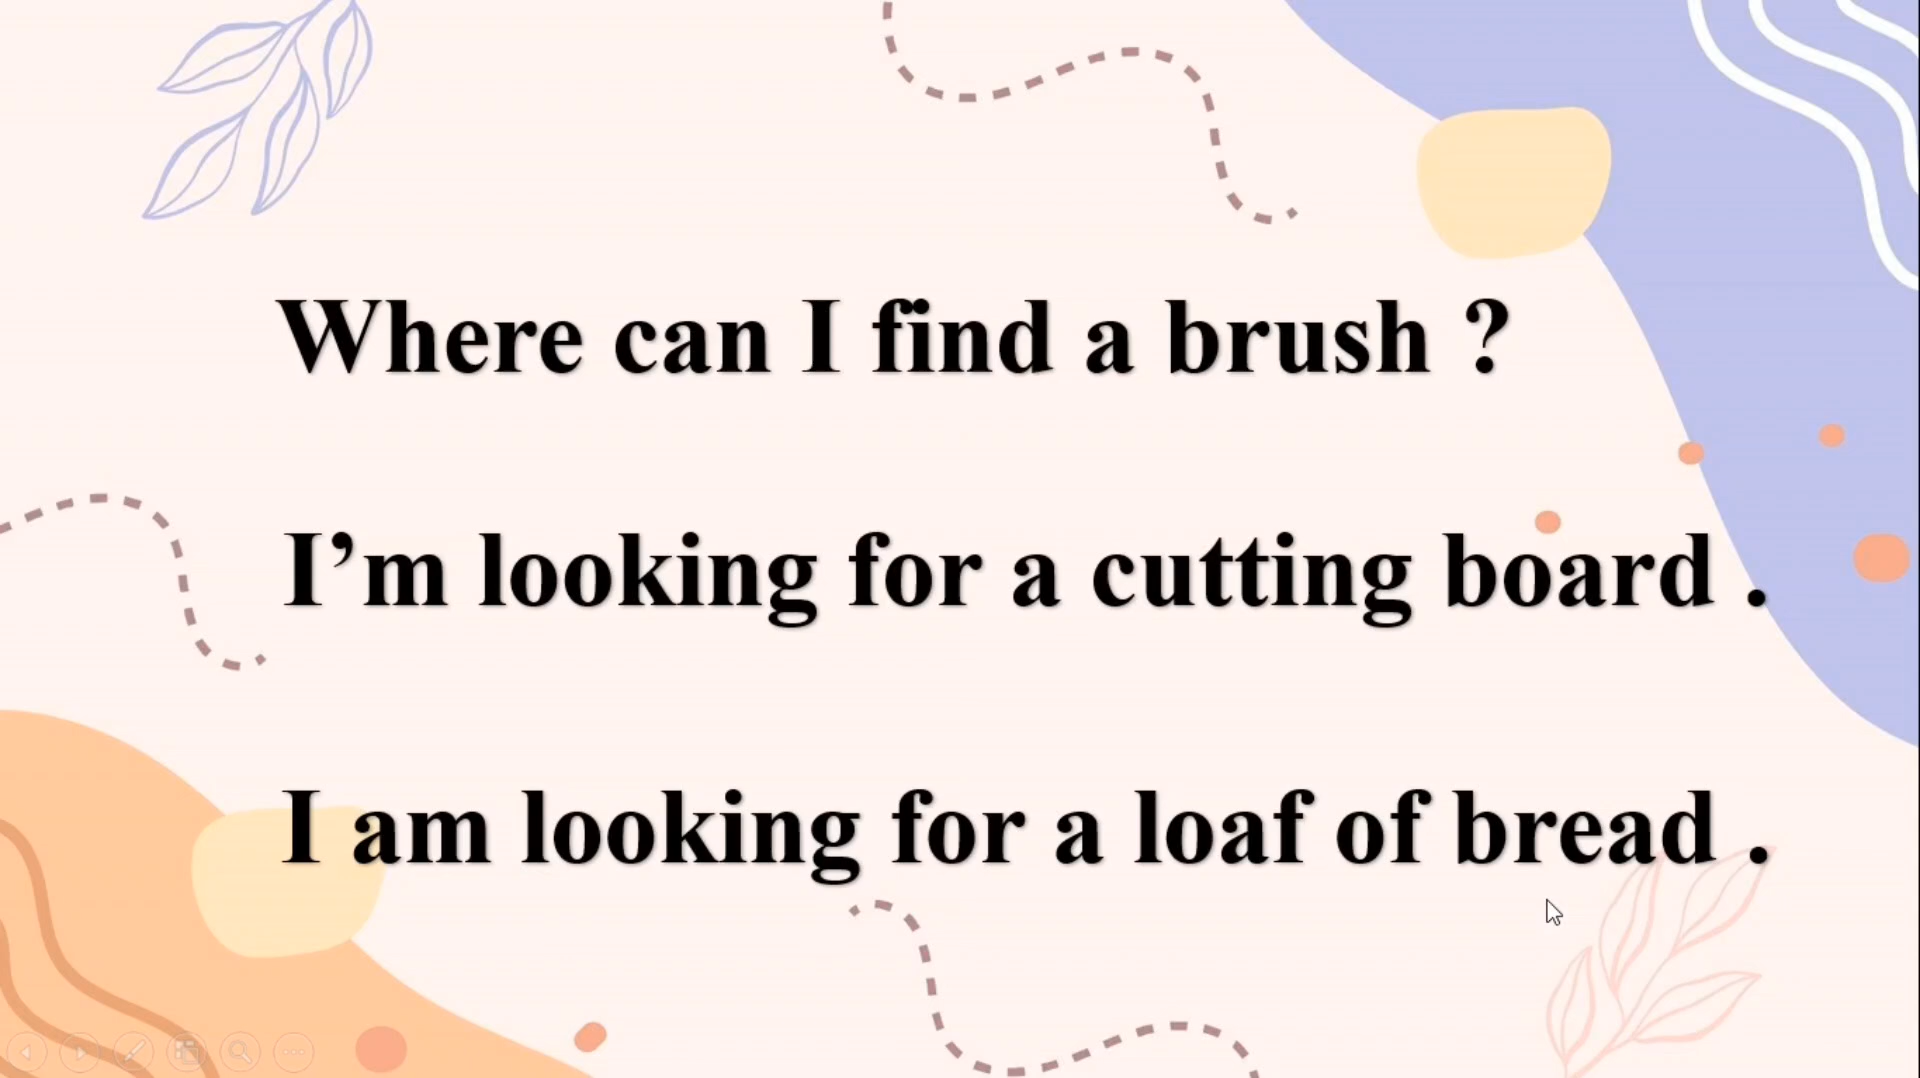 Where can I find a brush ?
I’m looking for a cutting board .
I am looking for a loaf of bread .